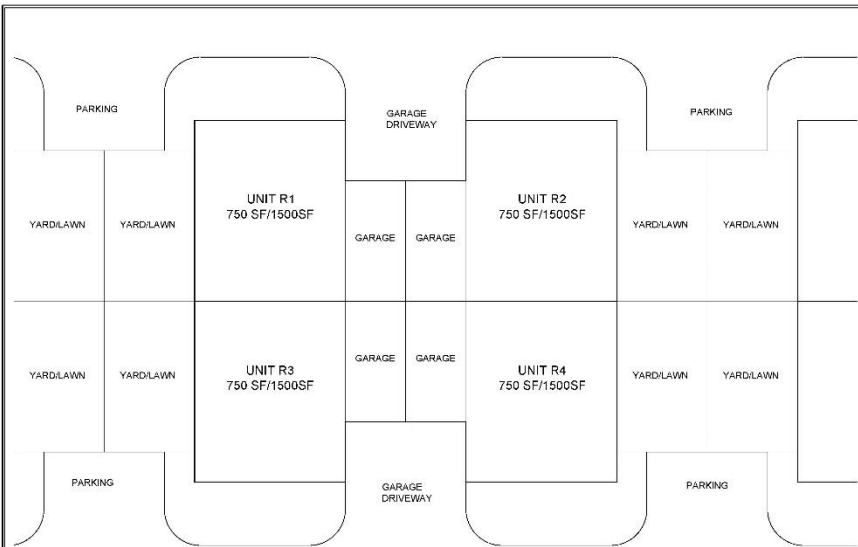 PARKING
GARAGE
DRIVEWAY
PARKING
UNIT R1
750 SF/1500SF
UNIT R2
750 SF/1500SF
YARD/LAWN
YARD/LAWN
GARAGE
GARAGE
YARD/LAWN
YARD/LAWN
YARD/LAWN
YARD/LAWN
UNIT R3
750 SF/1500SF
GARAGE
GARAGE
UNIT R4
750 SF/1500SF
YARD/LAWN
YARD/LAWN
PARKING
GARAGE
DRIVEWAY
PARKING